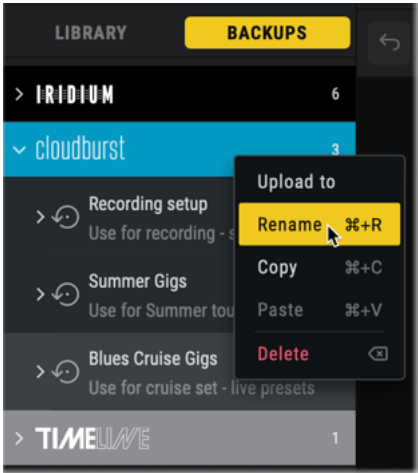 LIBRARY BACKUPS
IRIDIUM 6
cloudburst 3
Upload to
Recording setup
Use for recording - s
Rename ⌘+R
Copy ⌘+C
Summer Gigs
Use for Summer tou
Paste ⌘+V
Delete
Blues Cruise Gigs
Use for cruise set - live presets
TIMELINE 1